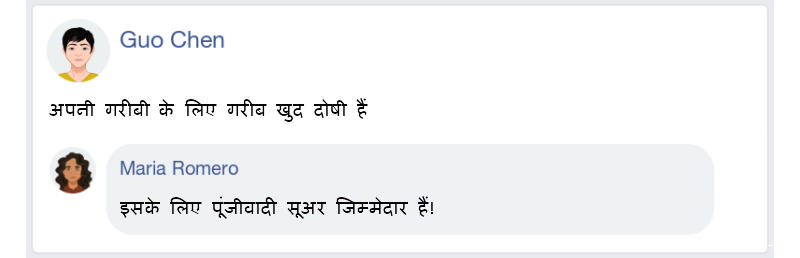 Guo Chen
अपनी गरीबी के लिए गरीब खुद दोषी हैं
Maria Romero
इसके लिए पूंजीवादी सूअर जिम्मेदार हैं!